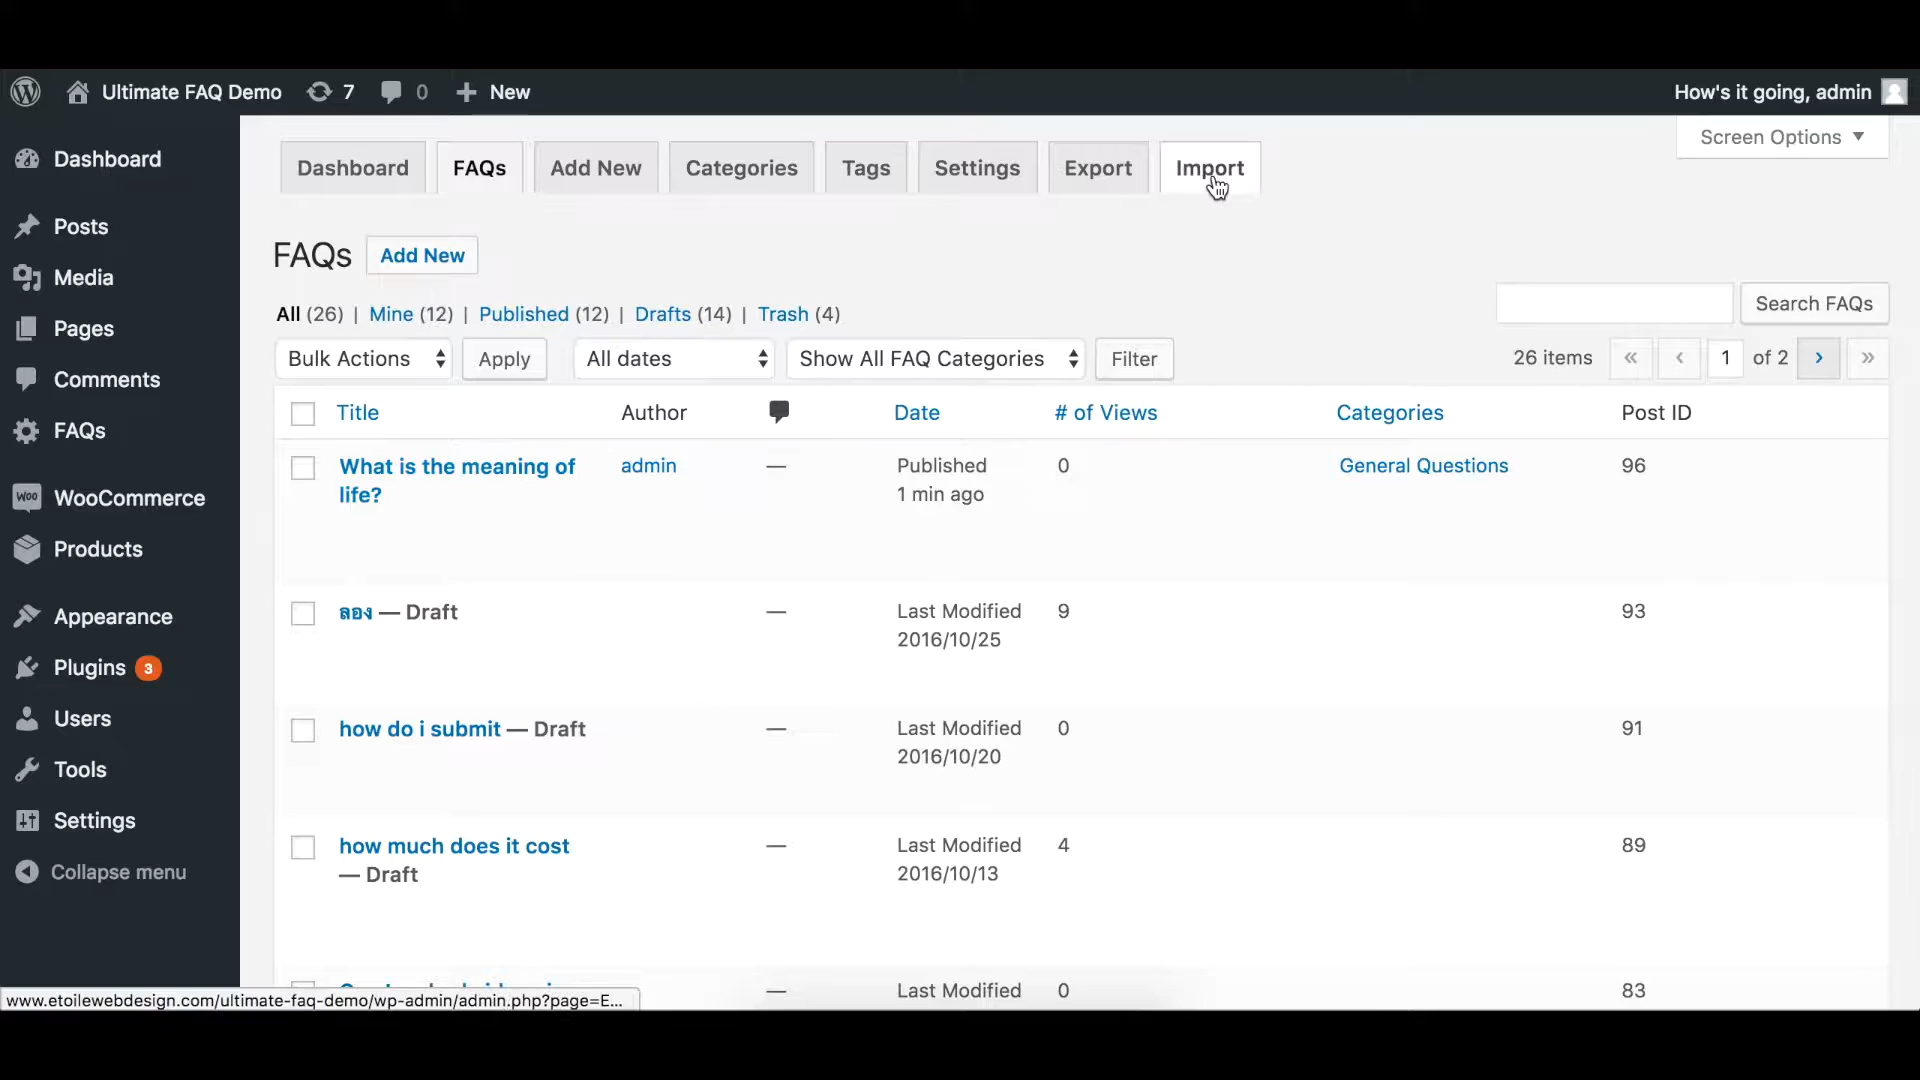 Ultimate FAQ Demo 7 0 New How's it going, admin
Screen Options
Dashboard FAQs Add New Categories Tags Settings Export Import
Dashboard
Posts
Media
Pages
Comments
FAQs
WooCommerce
Products
Appearance
Plugins 3
Users
Tools
Settings
Collapse menu
FAQs Add New
All (26) | Mine (12) | Published (12) | Drafts (14) | Trash (4)
Search FAQs
Bulk Actions Apply All dates Show All FAQ Categories Filter 26 items « ‹ 1 of 2 › »
Title Author Date # of Views Categories Post ID
What is the meaning of admin — Published 0 General Questions 96
life? 1 min ago
ลอง — Draft — Last Modified 9 93
2016/10/25
how do i submit — Draft — Last Modified 0 91
2016/10/20
how much does it cost — Last Modified 4 89
— Draft 2016/10/13
— Last Modified 0 83
www.etoilewebdesign.com/ultimate-faq-demo/wp-admin/admin.php?page=E...